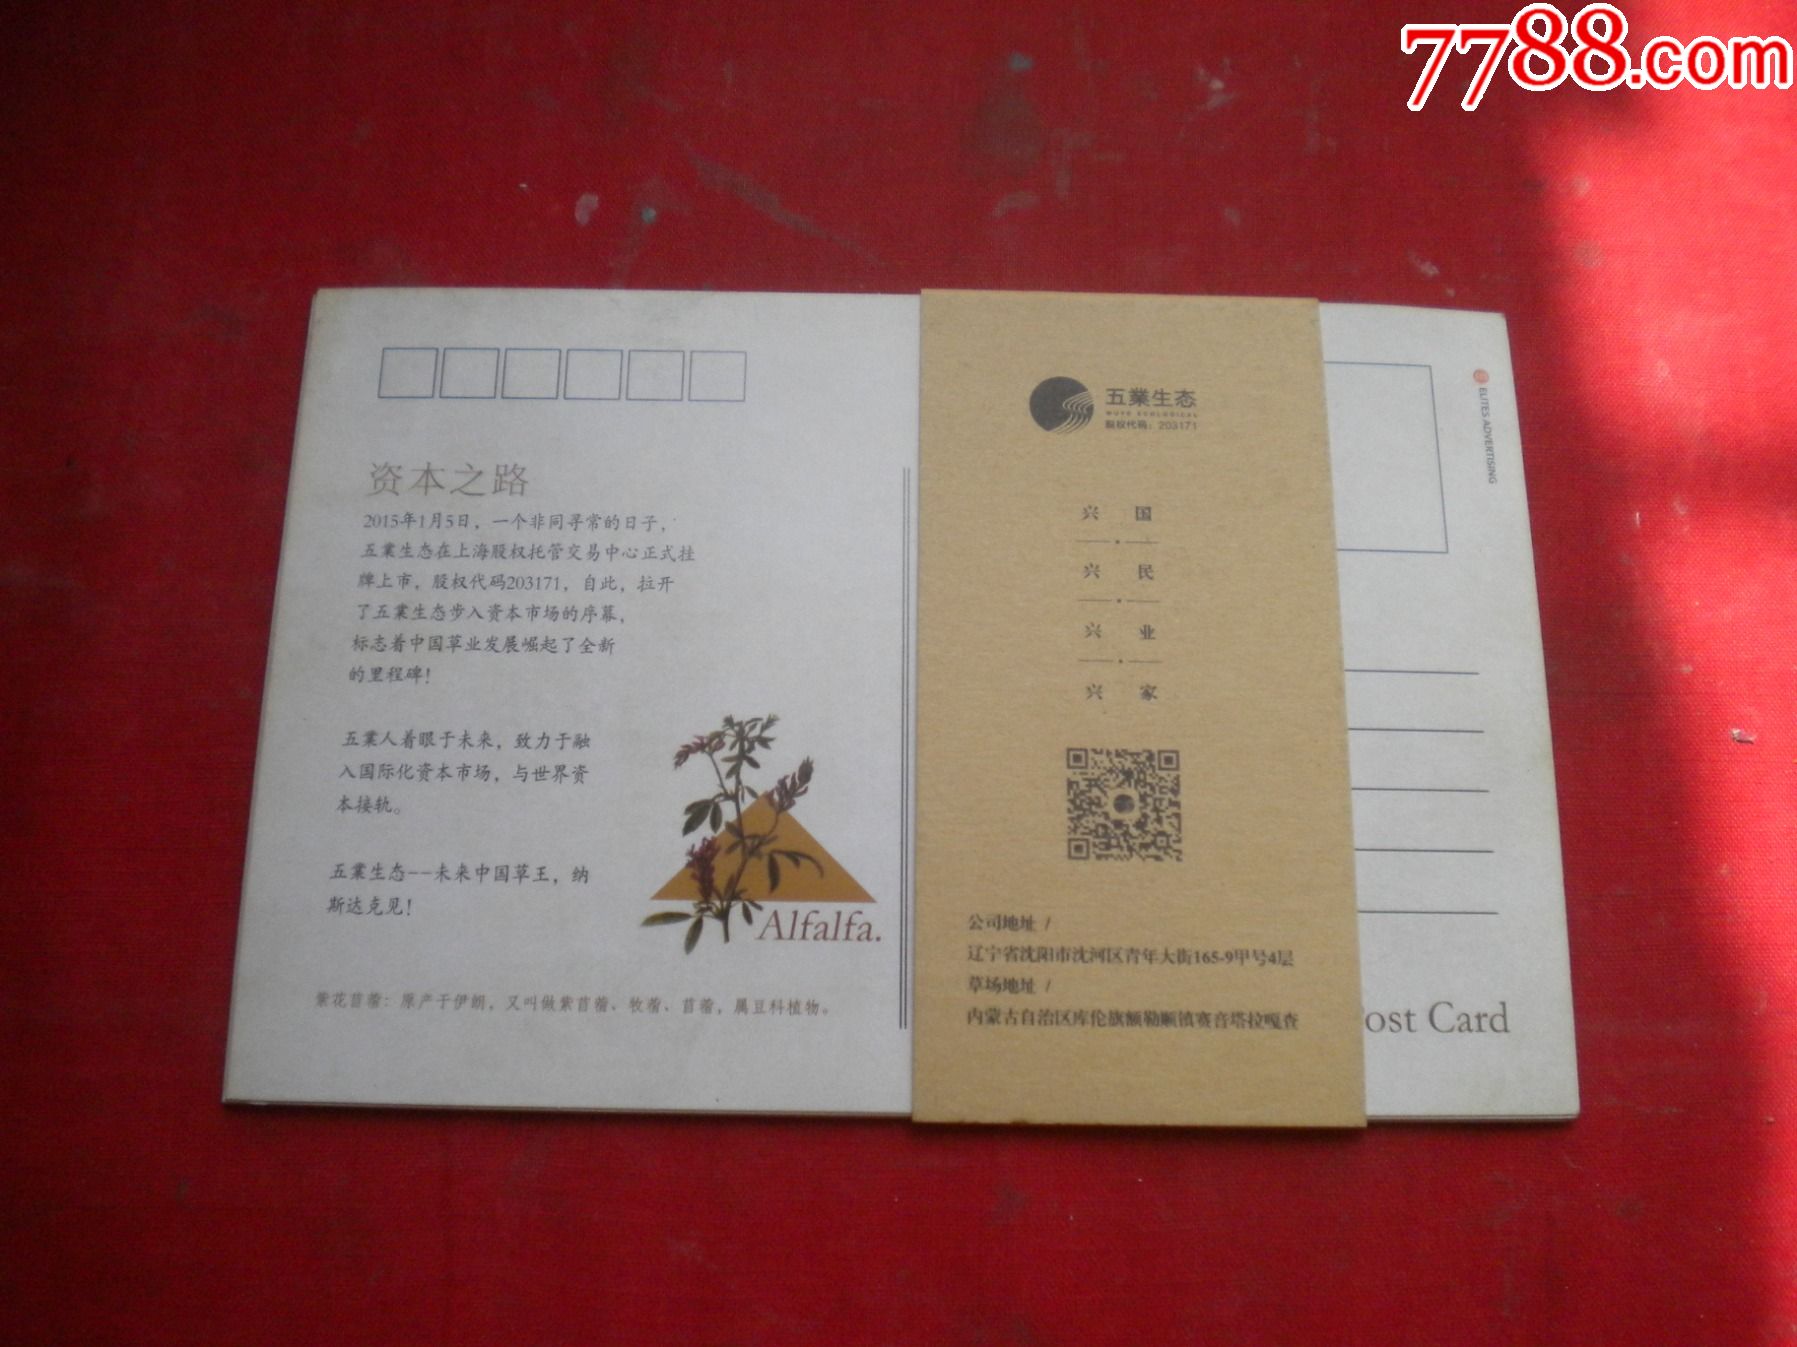 7788.com
资本之路
2015年1月5日，一个非同寻常的日子，
五業生态在上海股权托管交易中心正式挂
牌上市，股权代码203171，自此，拉开
了五業生态步入资本市场的序幕，
标志着中国草业发展崛起了全新
的里程碑！
五業人着眼于未来，致力于融
入国际化资本市场，与世界资
本接轨。
五業生态--未来中国草王，纳
斯达克见！
Alfalfa.
紫花苜蓿：原产于伊朗，又叫做紫苜蓿、牧蓿、苜蓿，属豆科植物。
五業生态
WUYE ECOLOGICAL
股权代码：203171
兴 国
兴 民
兴 业
兴 家
公司地址 /
辽宁省沈阳市沈河区青年大街165-9甲号4层
草场地址 /
内蒙古自治区库伦旗额勒顺镇赛音塔拉嘎查
ELITES ADVERTISING
ost Card